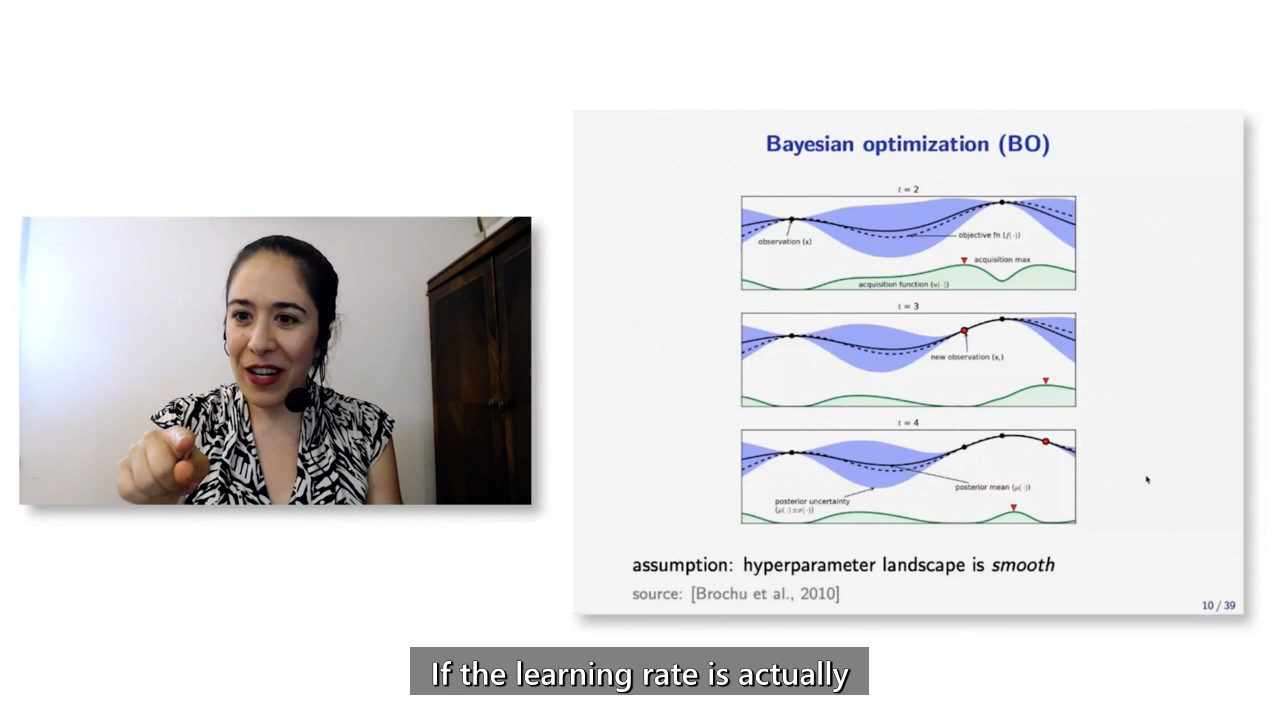 Bayesian optimization (BO)
t = 2
observation (x)
objective fn (f(·))
acquisition max
acquisition function (u(·))
t = 3
new observation (xₜ)
t = 4
posterior mean (μ(·))
posterior uncertainty
(μ(·)±σ(·))
assumption: hyperparameter landscape is smooth
source: [Brochu et al., 2010]
10 / 39
If the learning rate is actually